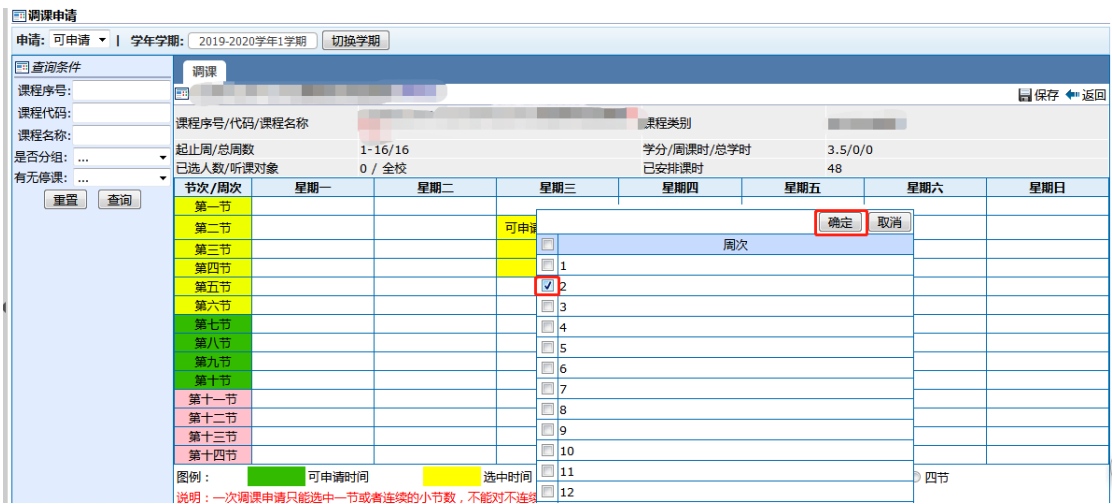 调课申请
申请: 可申请 | 学年学期: 2019-2020学年1学期 切换学期
查询条件
课程序号:
课程代码:
课程名称:
是否分组: ...
有无停课: ...
重置 查询
调课
保存 返回
课程序号/代码/课程名称 课程类别
起止周/总周数 1-16/16 学分/周课时/总学时 3.5/0/0
已选人数/听课对象 0 / 全校 已安排课时 48
节次/周次 星期一 星期二 星期三 星期四 星期五 星期六 星期日
第一节
第二节 可申请
第三节
第四节
第五节
第六节
第七节
第八节
第九节
第十节
第十一节
第十二节
第十三节
第十四节
确定 取消
周次
1
2
3
4
5
6
7
8
9
10
11
12
图例: 可申请时间 选中时间 四节
说明:一次调课申请只能选中一节或者连续的小节数,不能对不连续